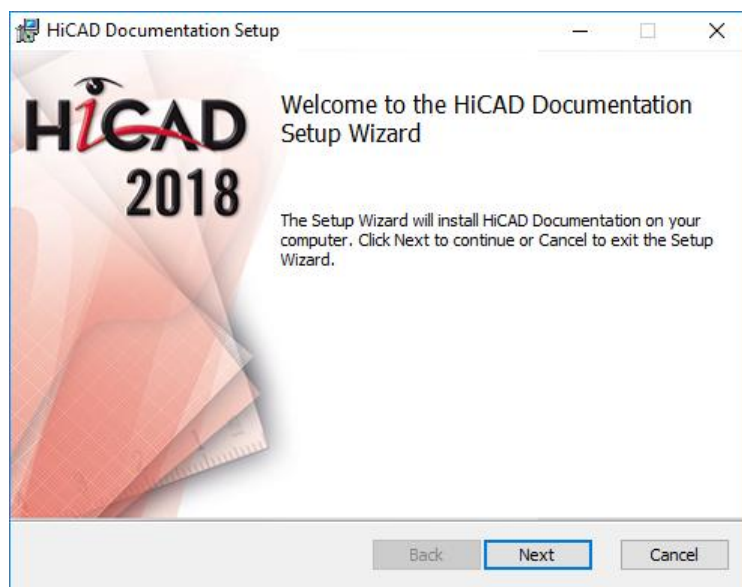 HiCAD Documentation Setup
HiCAD
2018
Welcome to the HiCAD Documentation
Setup Wizard
The Setup Wizard will install HiCAD Documentation on your
computer. Click Next to continue or Cancel to exit the Setup
Wizard.
Back
Next
Cancel